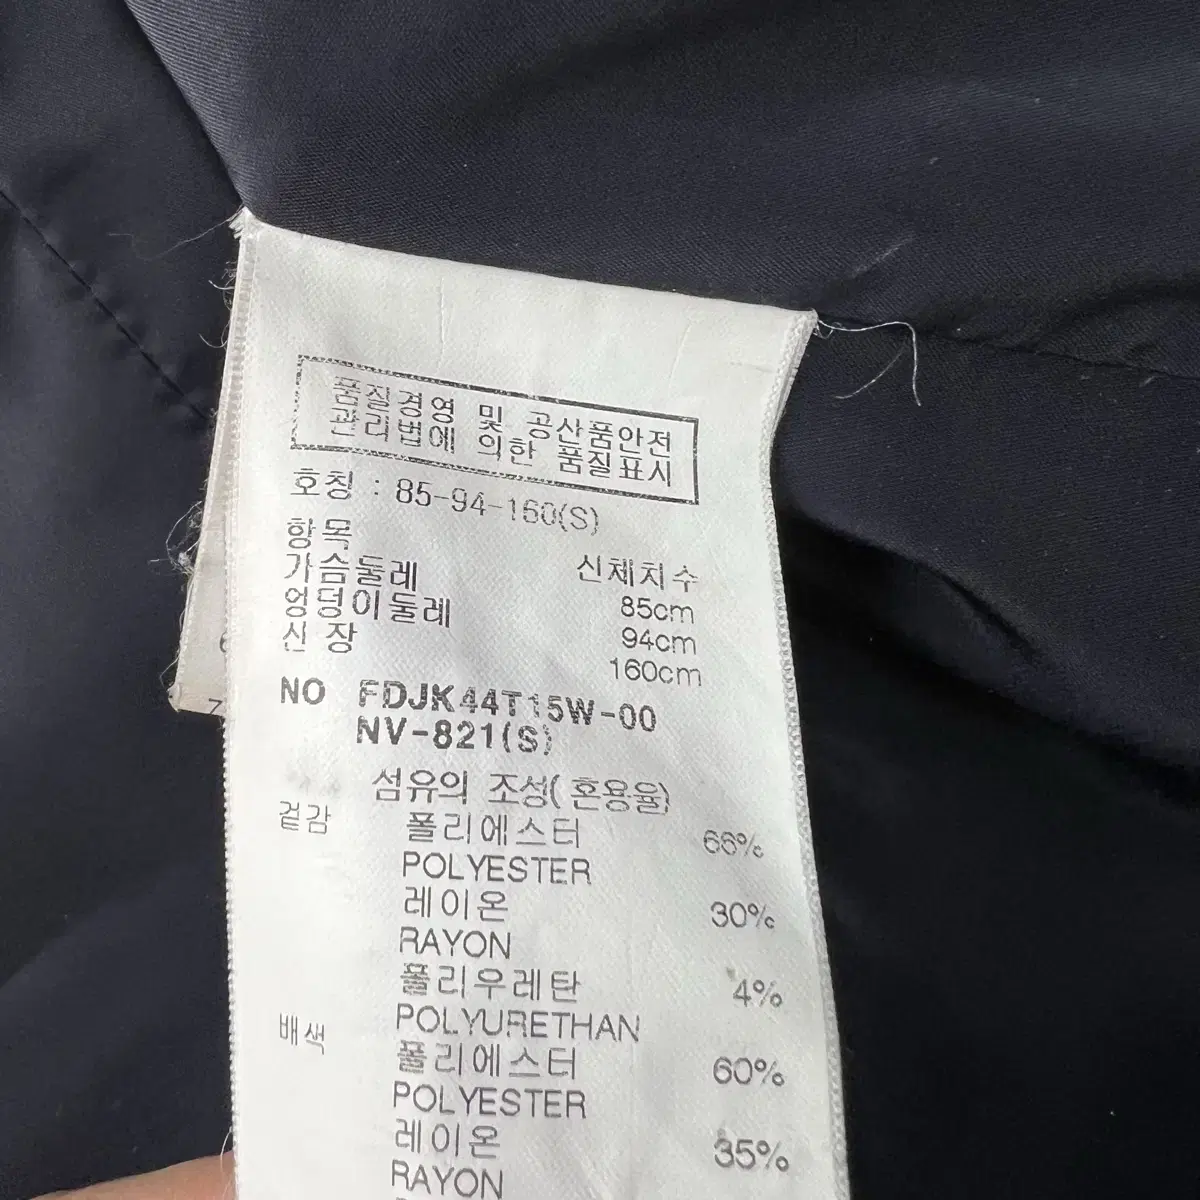 품질경영 및 공산품안전
관리법에 의한 품질표시
호칭 : 85-94-160(S)
항목 신체치수
가슴둘레 85cm
엉덩이둘레 94cm
신 장 160cm
NO FDJK44T15W-00
NV-821(S)
섬유의 조성(혼용율)
겉감 폴리에스터 66%
POLYESTER
레이온 30%
RAYON
폴리우레탄 4%
POLYURETHAN
배색 폴리에스터 60%
POLYESTER
레이온 35%
RAYON